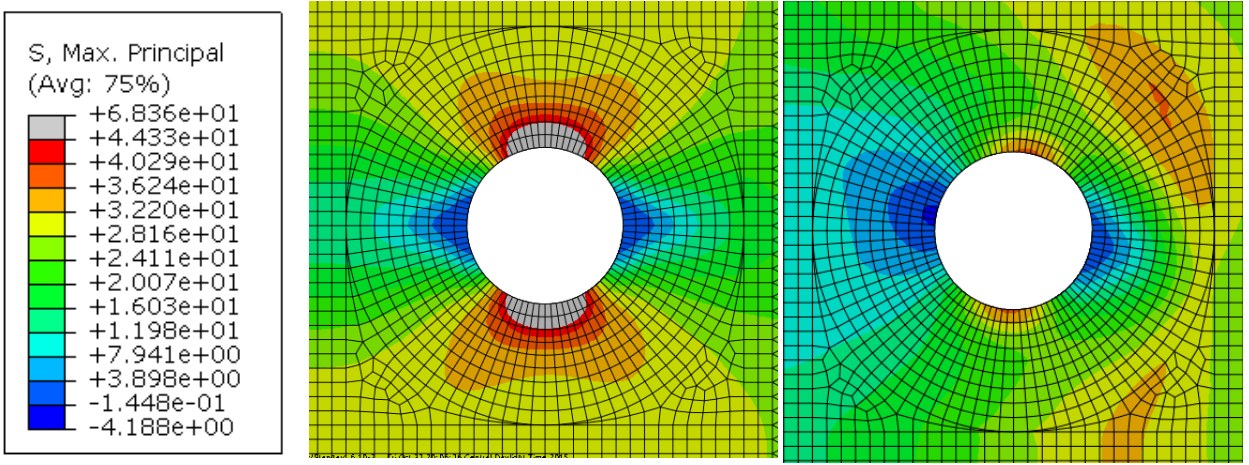 S, Max. Principal
(Avg: 75%)
+6.836e+01
+4.433e+01
+4.029e+01
+3.624e+01
+3.220e+01
+2.816e+01
+2.411e+01
+2.007e+01
+1.603e+01
+1.198e+01
+7.941e+00
+3.898e+00
-1.448e-01
-4.188e+00